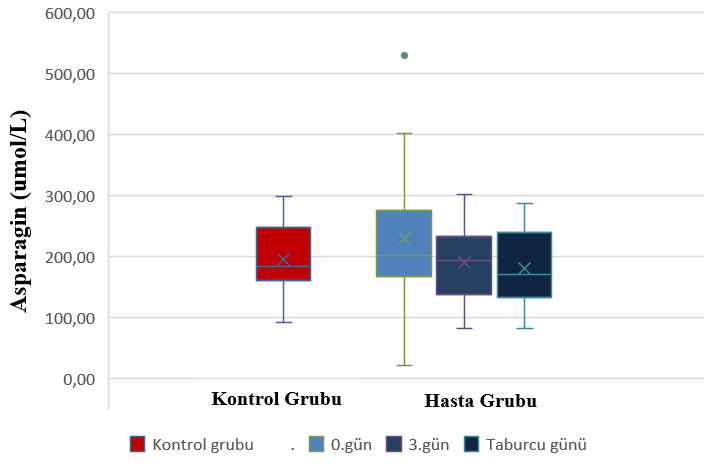 600,00
500,00
400,00
300,00
200,00
100,00
0,00
Asparagin (umol/L)
Kontrol Grubu
Hasta Grubu
Kontrol grubu . 0.gün 3.gün Taburcu günü